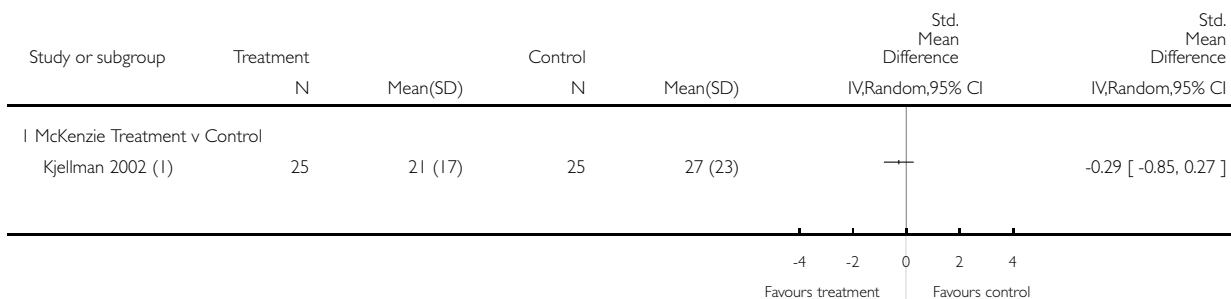 Std.
Mean
Difference
Std.
Mean
Difference
Study or subgroup Treatment Control
N Mean(SD) N Mean(SD) IV,Random,95% CI IV,Random,95% CI
1 McKenzie Treatment v Control
Kjellman 2002 (1) 25 21 (17) 25 27 (23) -0.29 [ -0.85, 0.27 ]
-4 -2 0 2 4
Favours treatment Favours control